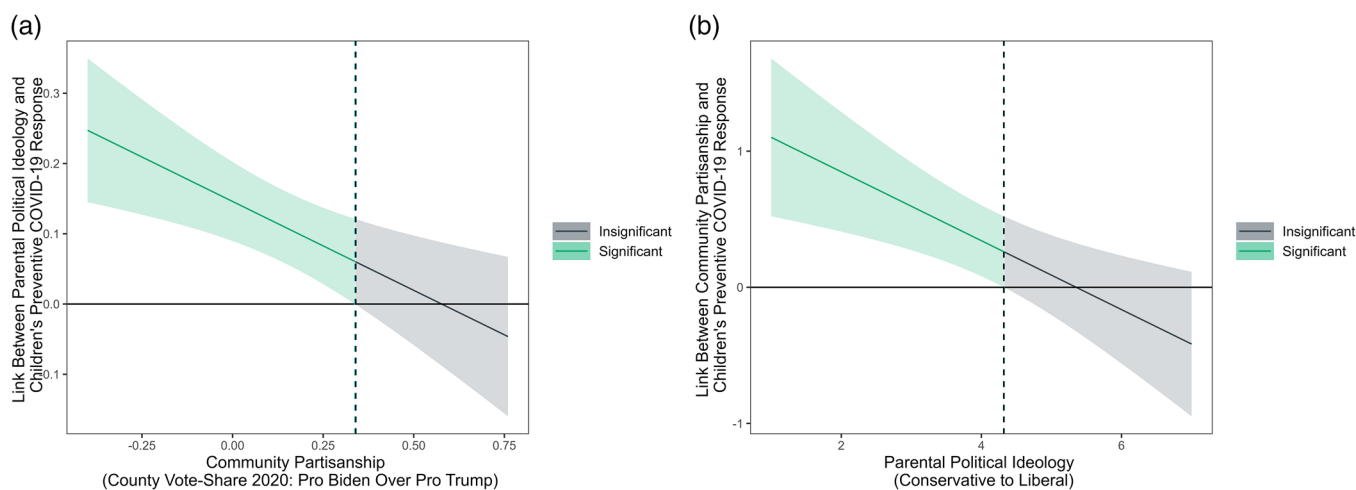 (a)
Link Between Parental Political Ideology and
Children's Preventive COVID-19 Response
0.3
0.2
0.1
0.0
0.1
-0.25
0.00
0.25
0.50
0.75
Community Partisanship
(County Vote-Share 2020: Pro Biden Over Pro Trump)
Insignificant
Significant
(b)
Link Between Community Partisanship and
Children's Preventive COVID-19 Response
1
0
-1
2
4
6
Parental Political Ideology
(Conservative to Liberal)
Insignificant
Significant